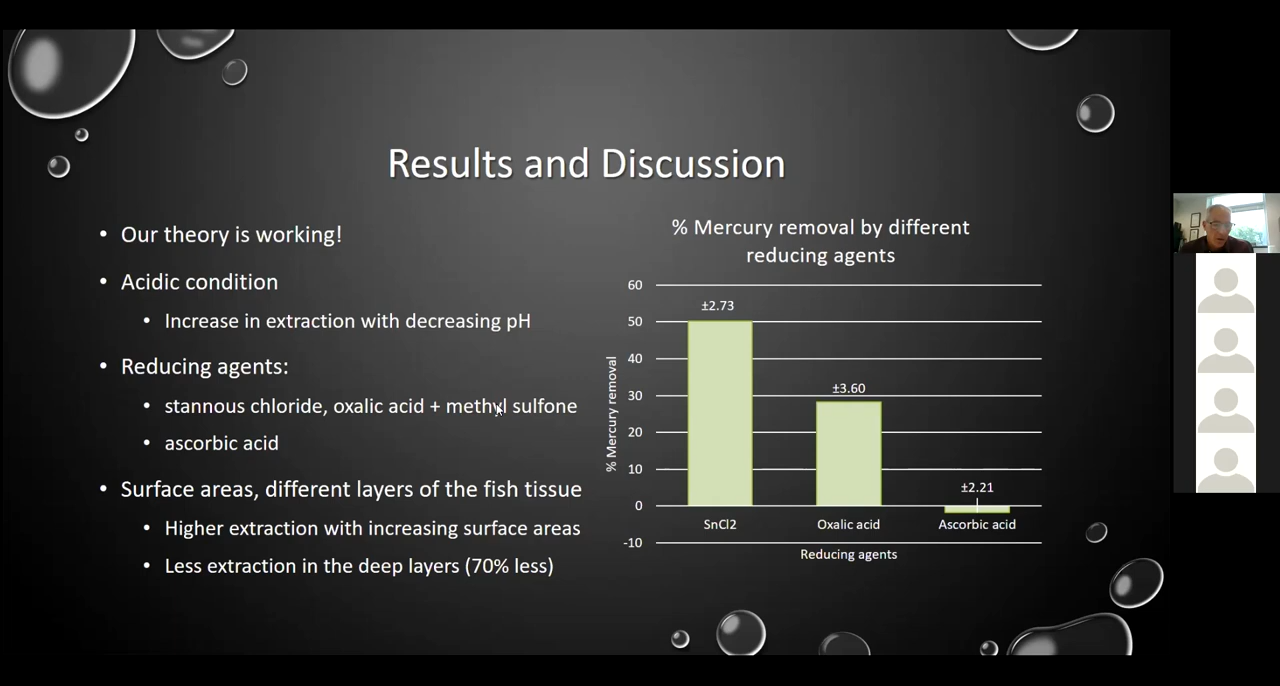 Results and Discussion
Our theory is working!
Acidic condition
Increase in extraction with decreasing pH
Reducing agents:
stannous chloride, oxalic acid + methyl sulfone
ascorbic acid
Surface areas, different layers of the fish tissue
Higher extraction with increasing surface areas
Less extraction in the deep layers (70% less)
% Mercury removal by different
reducing agents
60
50
40
30
20
10
0
-10
% Mercury removal
±2.73
±3.60
±2.21
SnCl2
Oxalic acid
Ascorbic acid
Reducing agents